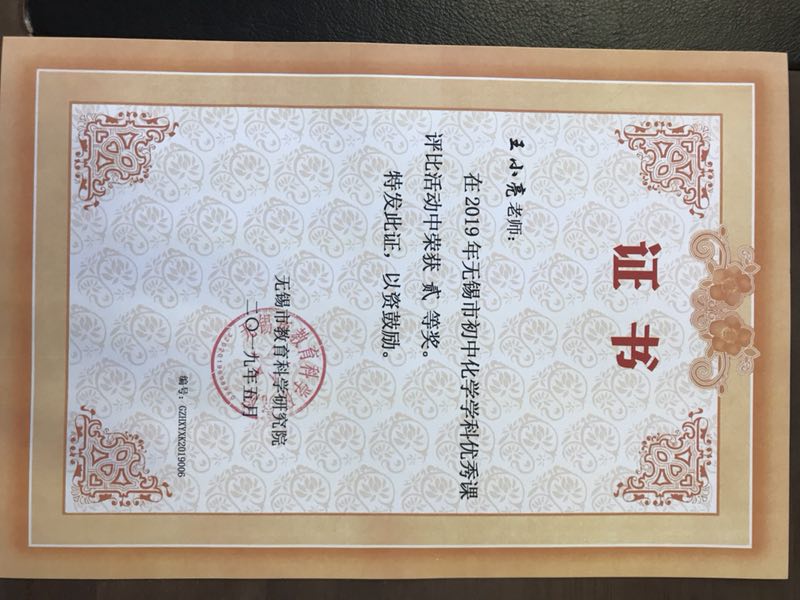 证书
王小亮老师：
在2019年无锡市初中化学学科优秀课
评比活动中荣获 贰 等奖。
特发此证，以资鼓励。
无锡市教育科学研究院
二〇一九年五月
编号：GZHXYXK2019006